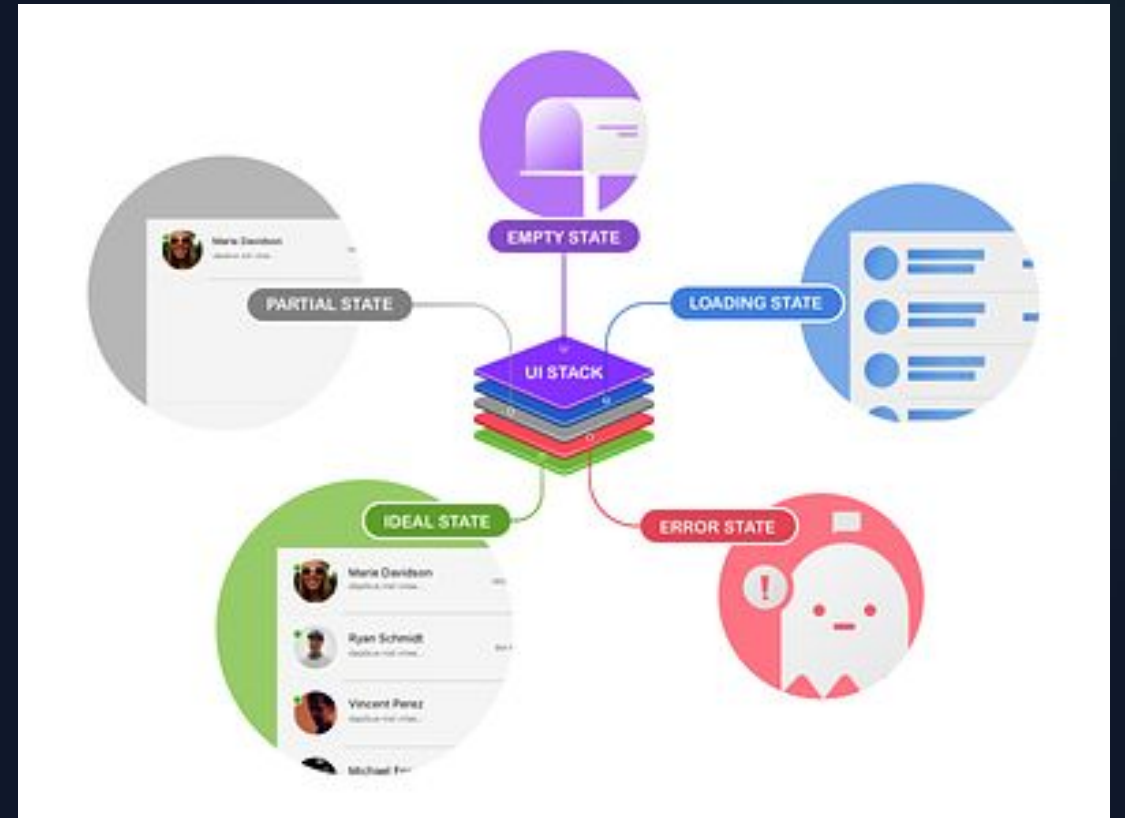 EMPTY STATE
Marie Davidson
PARTIAL STATE
LOADING STATE
UI STACK
IDEAL STATE
ERROR STATE
!
Marie Davidson
Ryan Schmidt
Vincent Perez
Michael